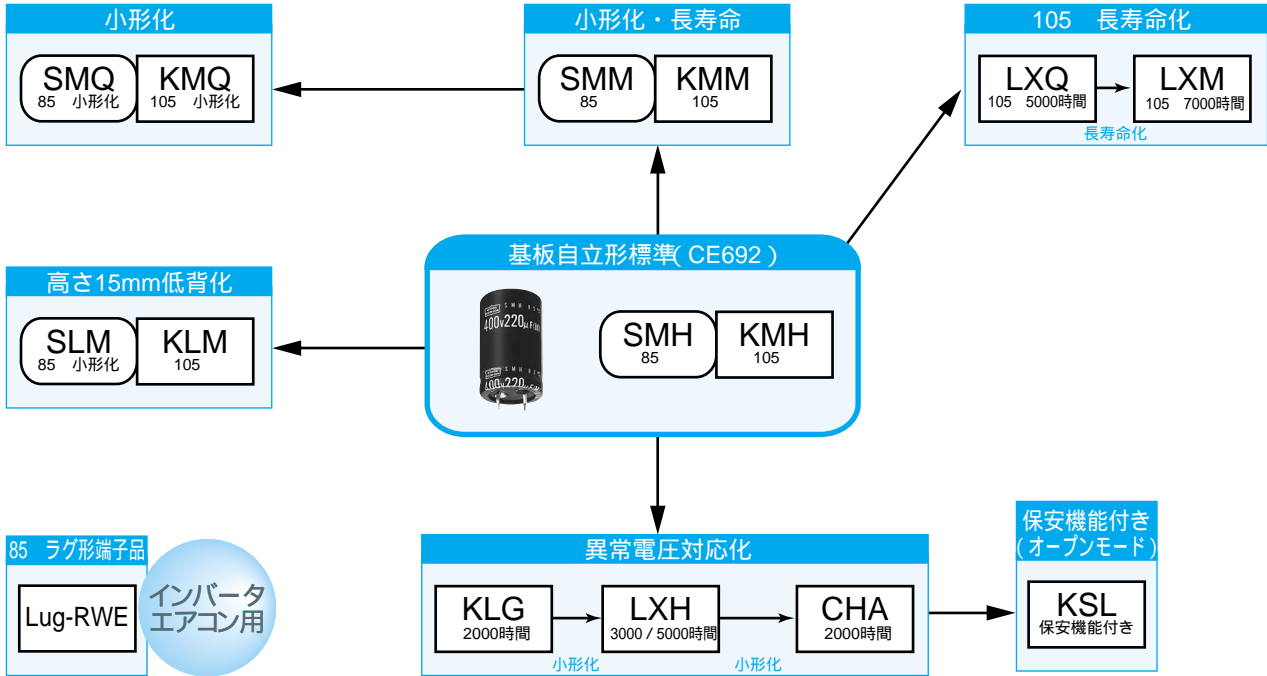 小形化
SMQ
85 小形化
KMQ
105 小形化
小形化・長寿命
SMM
85
KMM
105
105 長寿命化
LXQ
105 5000時間
LXM
105 7000時間
長寿命化
高さ15mm低背化
SLM
85 小形化
KLM
105
基板自立形標準(CE692)
SMH 85
400v220μF(M)
SMH 85
400v220
SMH
85
KMH
105
85 ラグ形端子品
Lug-RWE
インバータ
エアコン用
異常電圧対応化
KLG
2000時間
LXH
3000 / 5000時間
CHA
2000時間
小形化
小形化
保安機能付き
(オープンモード)
KSL
保安機能付き